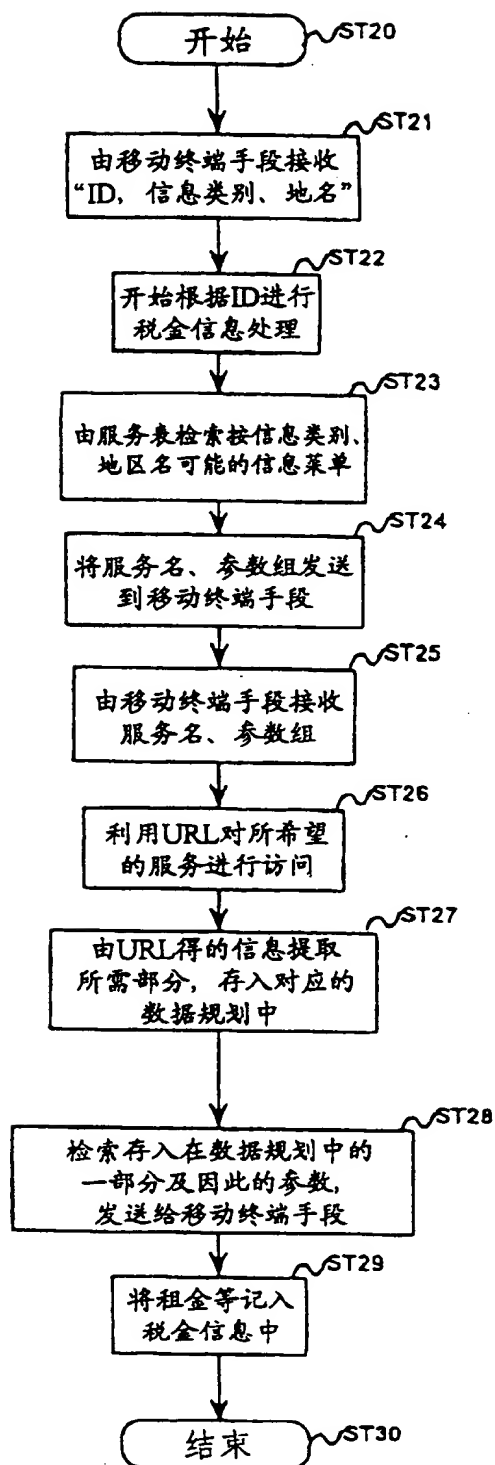 开始
ST20
ST21
由移动终端手段接收
“ID, 信息类别、地名”
ST22
开始根据ID进行
税金信息处理
ST23
由服务表检索按信息类别、
地区名可能的信息菜单
ST24
将服务名、参数组发送
到移动终端手段
ST25
由移动终端手段接收
服务名、参数组
ST26
利用URL对所希望
的服务进行访问
ST27
由URL得的信息提取
所需部分，存入对应的
数据规划中
ST28
检索存入在数据规划中的
一部分及因此的参数，
发送给移动终端手段
ST29
将租金等记入
税金信息中
结束
ST30